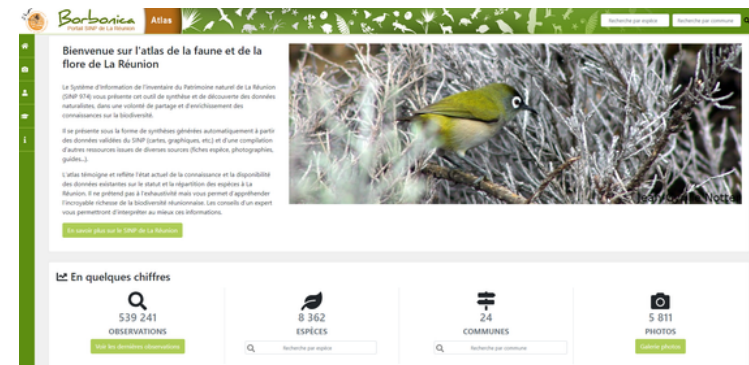 Borbonica
Portail SINP de La Réunion
Atlas
Recherche par espèce
Recherche par commune
Bienvenue sur l'atlas de la faune et de la
flore de La Réunion
Le Système d'information de l'inventaire du Patrimoine naturel de La Réunion
(SINP 974) vous présente cet outil de synthèse et de découverte des données
naturalistes, dans une volonté de partage et d'enrichissement des
connaissances sur la biodiversité.
Il se présente sous la forme de synthèses générées automatiquement à partir
des données validées du SINP (cartes, graphiques, etc.) et d'une compilation
d'autres ressources issues de diverses sources (fiches espèce, photographies,
guides...).
L'atlas témoigne et reflète l'état actuel de la connaissance et la disponibilité
des données existantes sur le statut et la répartition des espèces à La
Réunion. Il ne prétend pas à l'exhaustivité mais vous permet d'appréhender
l'incroyable richesse de la biodiversité réunionnaise. Les conseils d'un expert
vous permettront d'interpréter au mieux ces informations.
En savoir plus sur le SINP de La Réunion
En quelques chiffres
539 241
OBSERVATIONS
Voir les dernières observations
8 362
ESPÈCES
Recherche par espèce
24
COMMUNES
Recherche par commune
5 811
PHOTOS
Galerie photos